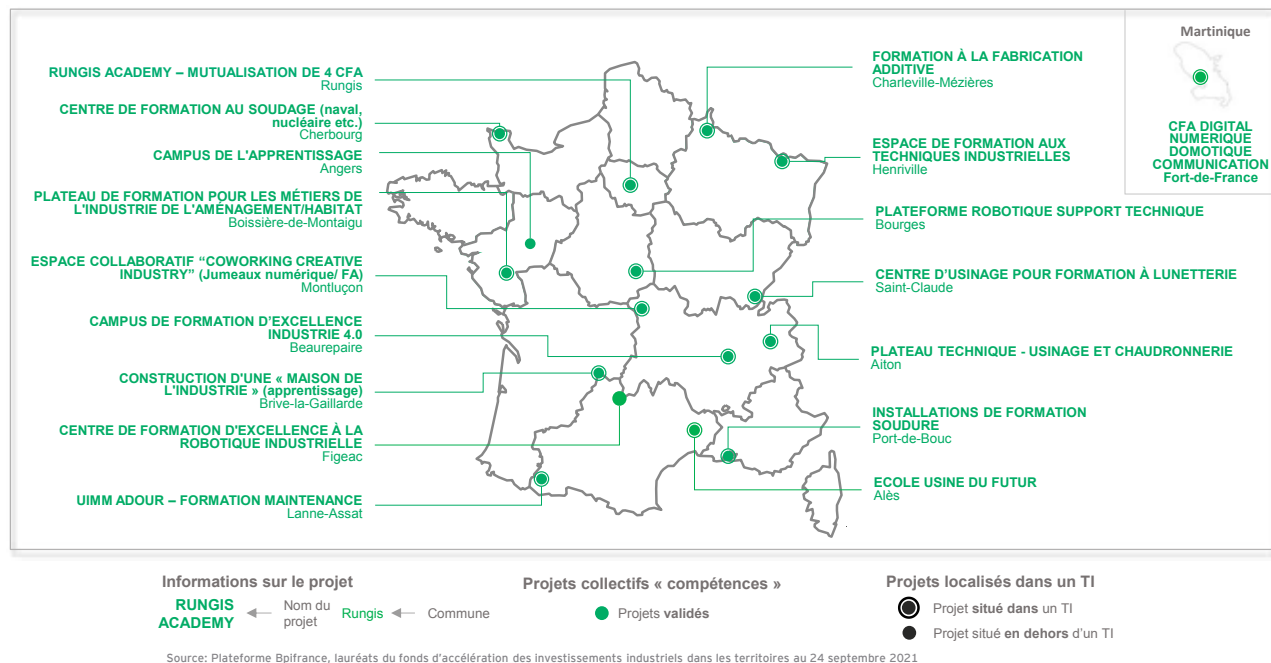 RUNGIS ACADEMY – MUTUALISATION DE 4 CFA
Rungis
CENTRE DE FORMATION AU SOUDAGE (naval,
nucléaire etc.)
Cherbourg
CAMPUS DE L'APPRENTISSAGE
Angers
PLATEAU DE FORMATION POUR LES MÉTIERS DE
L'INDUSTRIE DE L'AMÉNAGEMENT/HABITAT
Boissière-de-Montaigu
ESPACE COLLABORATIF “COWORKING CREATIVE
INDUSTRY” (Jumeaux numérique/ FA)
Montluçon
CAMPUS DE FORMATION D'EXCELLENCE
INDUSTRIE 4.0
Beaurepaire
CONSTRUCTION D'UNE « MAISON DE
L'INDUSTRIE » (apprentissage)
Brive-la-Gaillarde
CENTRE DE FORMATION D'EXCELLENCE À LA
ROBOTIQUE INDUSTRIELLE
Figeac
UIMM ADOUR – FORMATION MAINTENANCE
Lanne-Assat
FORMATION À LA FABRICATION
ADDITIVE
Charleville-Mézières
ESPACE DE FORMATION AUX
TECHNIQUES INDUSTRIELLES
Henriville
PLATEFORME ROBOTIQUE SUPPORT TECHNIQUE
Bourges
CENTRE D'USINAGE POUR FORMATION À LUNETTERIE
Saint-Claude
PLATEAU TECHNIQUE - USINAGE ET CHAUDRONNERIE
Aiton
INSTALLATIONS DE FORMATION
SOUDURE
Port-de-Bouc
ECOLE USINE DU FUTUR
Alès
Martinique
CFA DIGITAL
NUMERIQUE
DOMOTIQUE
COMMUNICATION
Fort-de-France
Informations sur le projet
RUNGIS
ACADEMY
Nom du
projet
Rungis
Commune
Projets collectifs « compétences »
Projets validés
Projets localisés dans un TI
Projet situé dans un TI
Projet situé en dehors d'un TI
Source: Plateforme Bpifrance, lauréats du fonds d'accélération des investissements industriels dans les territoires au 24 septembre 2021